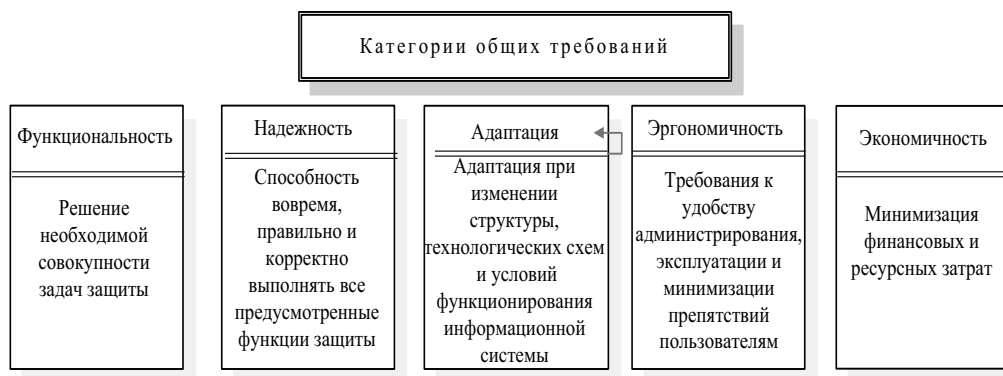 Категории общих требований
Функциональность
Решение
необходимой
совокупности
задач защиты
Надежность
Способность
вовремя,
правильно и
корректно
выполнять все
предусмотренные
функции защиты
Адаптация
Адаптация при
изменении
структуры,
технологических схем
и условий
функционирования
информационной
системы
Эргономичность
Требования к
удобству
администрирования,
эксплуатации и
минимизации
препятствий
пользователям
Экономичность
Минимизация
финансовых и
ресурсных затрат